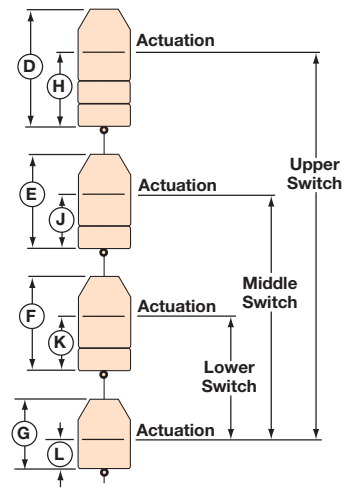 Actuation
D
H
Upper
Switch
Actuation
E
J
Middle
Switch
Actuation
F
K
Lower
Switch
Actuation
G
L